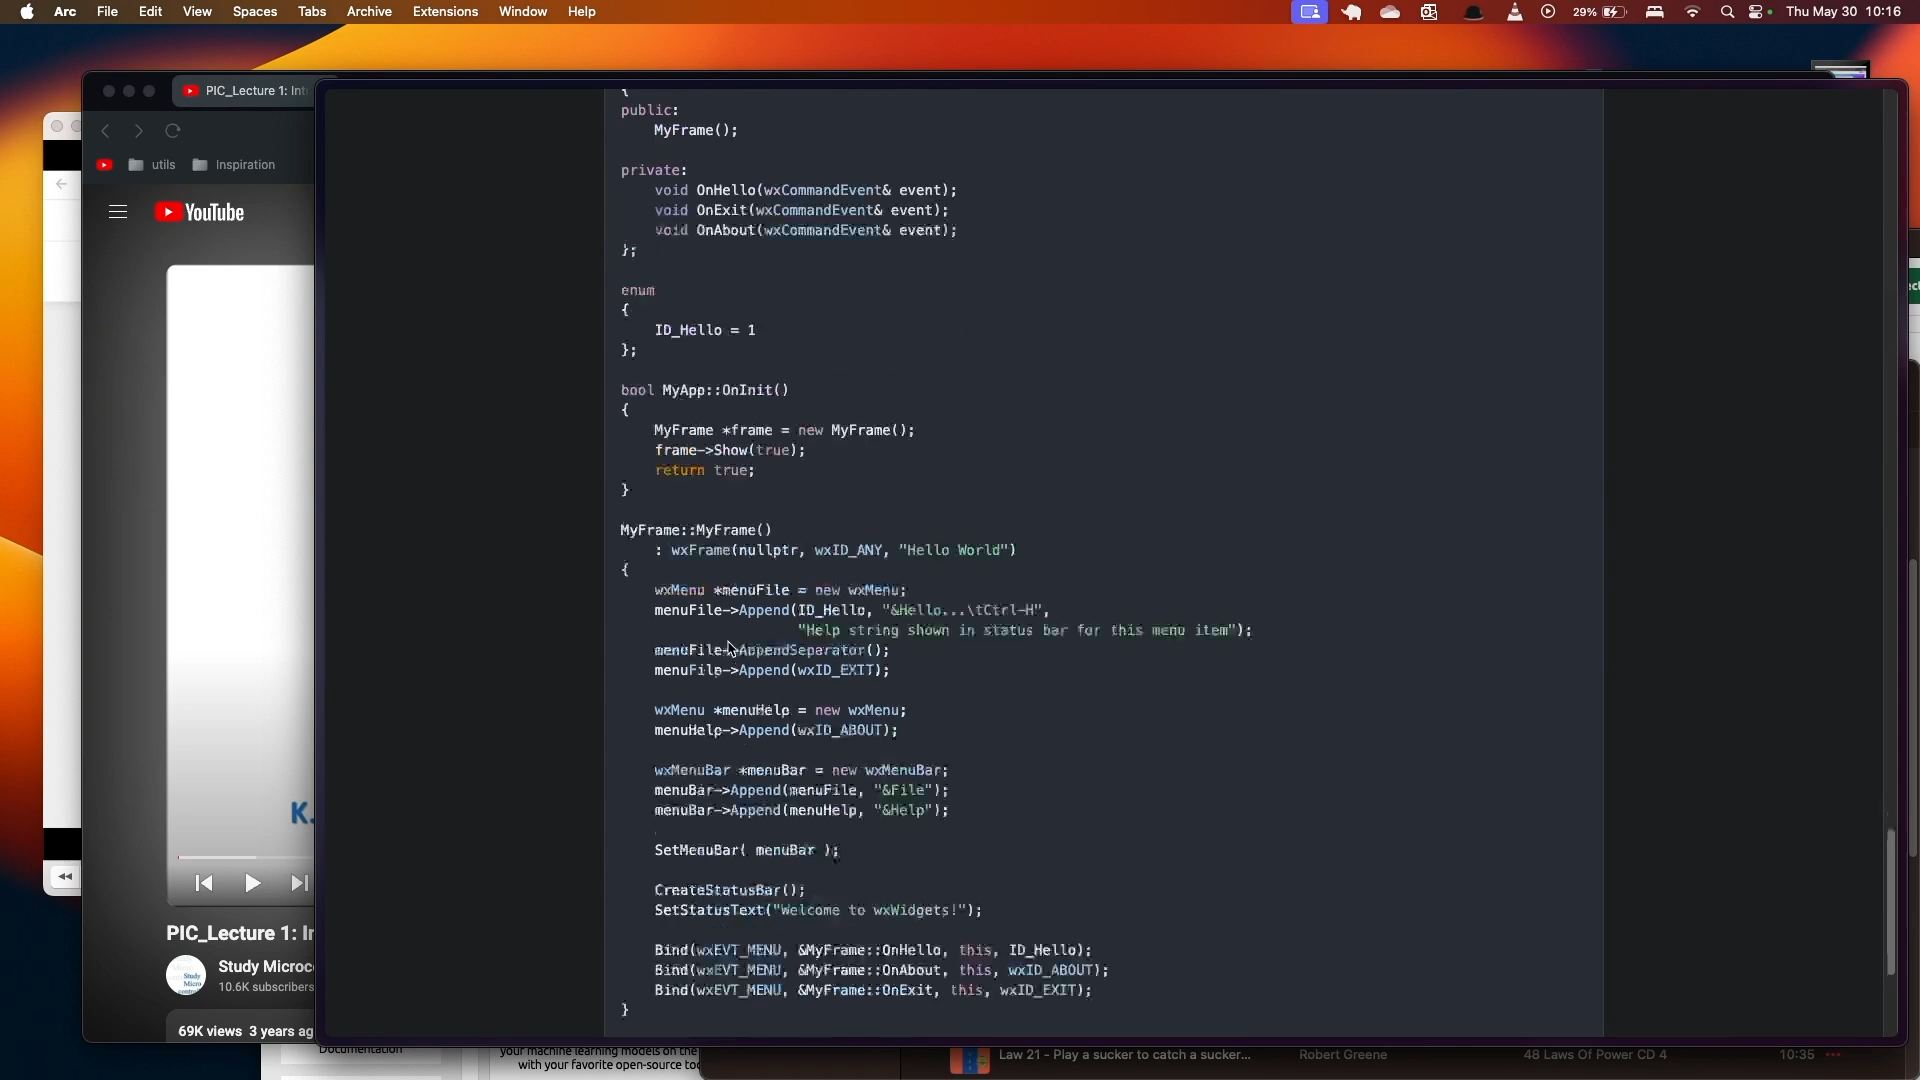 Arc File Edit View Spaces Tabs Archive Extensions Window Help
29% Thu May 30 10:16
PIC_Lecture 1: Int
utils Inspiration
YouTube
K.
PIC_Lecture 1: I
Study Microc
10.6K subscribers
Study
Micro
69K views 3 years ag
{
public:
MyFrame();
private:
void OnHello(wxCommandEvent& event);
void OnExit(wxCommandEvent& event);
void OnAbout(wxCommandEvent& event);
};
enum
{
ID_Hello = 1
};
bool MyApp::OnInit()
{
MyFrame *frame = new MyFrame();
frame->Show(true);
return true;
}
MyFrame::MyFrame()
: wxFrame(nullptr, wxID_ANY, "Hello World")
{
wxMenu *menuFile = new wxMenu;
menuFile->Append(ID_Hello, "&Hello...\tCtrl-H",
"Help string shown in status bar for this menu item");
menuFile->AppendSeparator();
menuFile->Append(wxID_EXIT);
wxMenu *menuHelp = new wxMenu;
menuHelp->Append(wxID_ABOUT);
wxMenuBar *menuBar = new wxMenuBar;
menuBar->Append(menuFile, "&File");
menuBar->Append(menuHelp, "&Help");
SetMenuBar( menuBar );
CreateStatusBar();
SetStatusText("Welcome to wxWidgets!");
Bind(wxEVT_MENU, &MyFrame::OnHello, this, ID_Hello);
Bind(wxEVT_MENU, &MyFrame::OnAbout, this, wxID_ABOUT);
Bind(wxEVT_MENU, &MyFrame::OnExit, this, wxID_EXIT);
}
Documentation
your machine learning models on the
with your favorite open-source too
Law 21 - Play a sucker to catch a sucker... Robert Greene 48 Laws Of Power CD 4 10:35